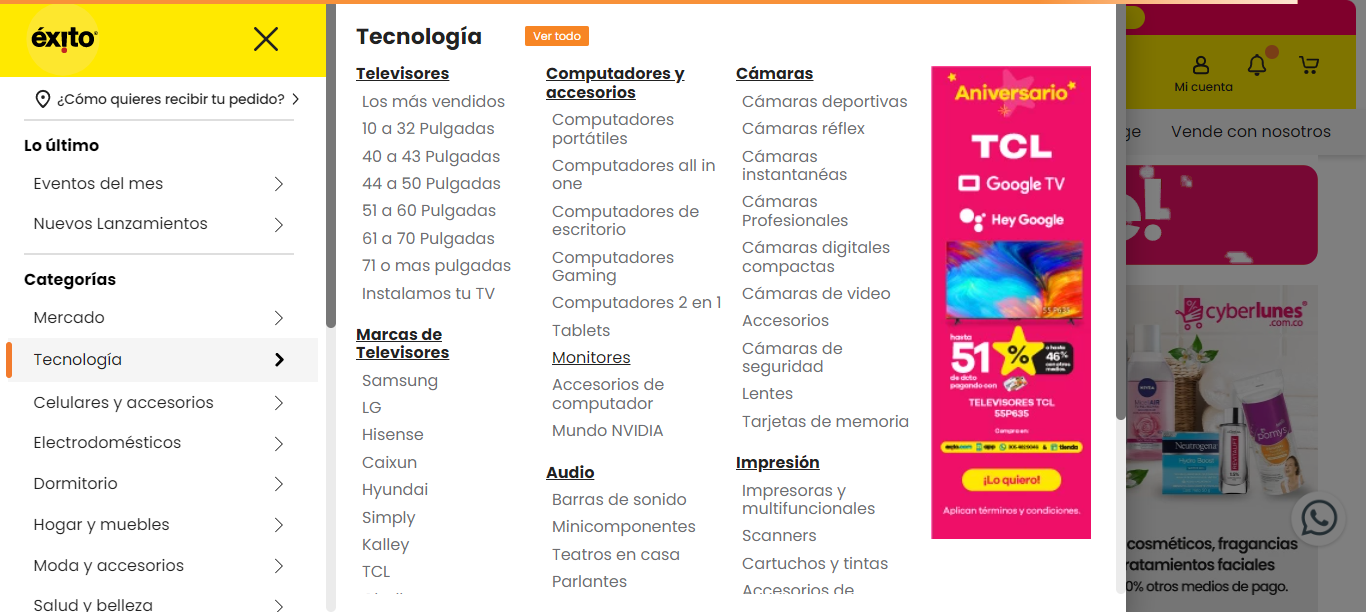 éxito
¿Cómo quieres recibir tu pedido?
Lo último
Eventos del mes
Nuevos Lanzamientos
Categorías
Mercado
Tecnología
Celulares y accesorios
Electrodomésticos
Dormitorio
Hogar y muebles
Moda y accesorios
Salud y belleza
Tecnología
Ver todo
Televisores
Los más vendidos
10 a 32 Pulgadas
40 a 43 Pulgadas
44 a 50 Pulgadas
51 a 60 Pulgadas
61 a 70 Pulgadas
71 o mas pulgadas
Instalamos tu TV
Marcas de
Televisores
Samsung
LG
Hisense
Caixun
Hyundai
Simply
Kalley
TCL
Computadores y
accesorios
Computadores
portátiles
Computadores all in
one
Computadores de
escritorio
Computadores
Gaming
Computadores 2 en 1
Tablets
Monitores
Accesorios de
computador
Mundo NVIDIA
Audio
Barras de sonido
Minicomponentes
Teatros en casa
Parlantes
Cámaras
Cámaras deportivas
Cámaras réflex
Cámaras
instantanéas
Cámaras
Profesionales
Cámaras digitales
compactas
Cámaras de video
Accesorios
Cámaras de
seguridad
Lentes
Tarjetas de memoria
Impresión
Impresoras y
multifuncionales
Scanners
Cartuchos y tintas
Accesorios de
Aniversario
TCL
Google TV
Hey Google
hasta
51%
de dcto
pagando con
o hasta
46%
con otros
medios.
TELEVISORES TCL
55P635
Compra en:
exito.com app tienda
¡Lo quiero!
Aplican términos y condiciones.
Mi cuenta
ge
Vende con nosotros
e!
cyberlunes
.com.co
NIVEA
Neutrogena
Hydro Boost
Pomys
cosméticos, fragancias
tratamientos faciales
0% otros medios de pago.